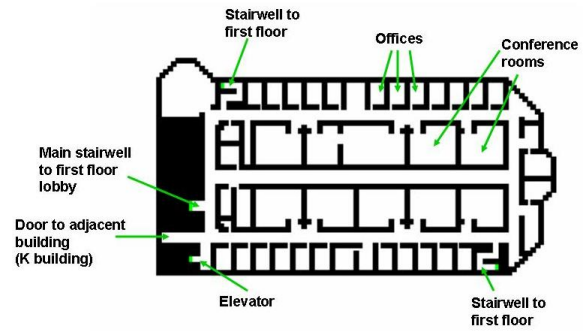 Stairwell to
first floor
Offices
Conference
rooms
Main stairwell
to first floor
lobby
Door to adjacent
building
(K building)
Elevator
Stairwell to
first floor